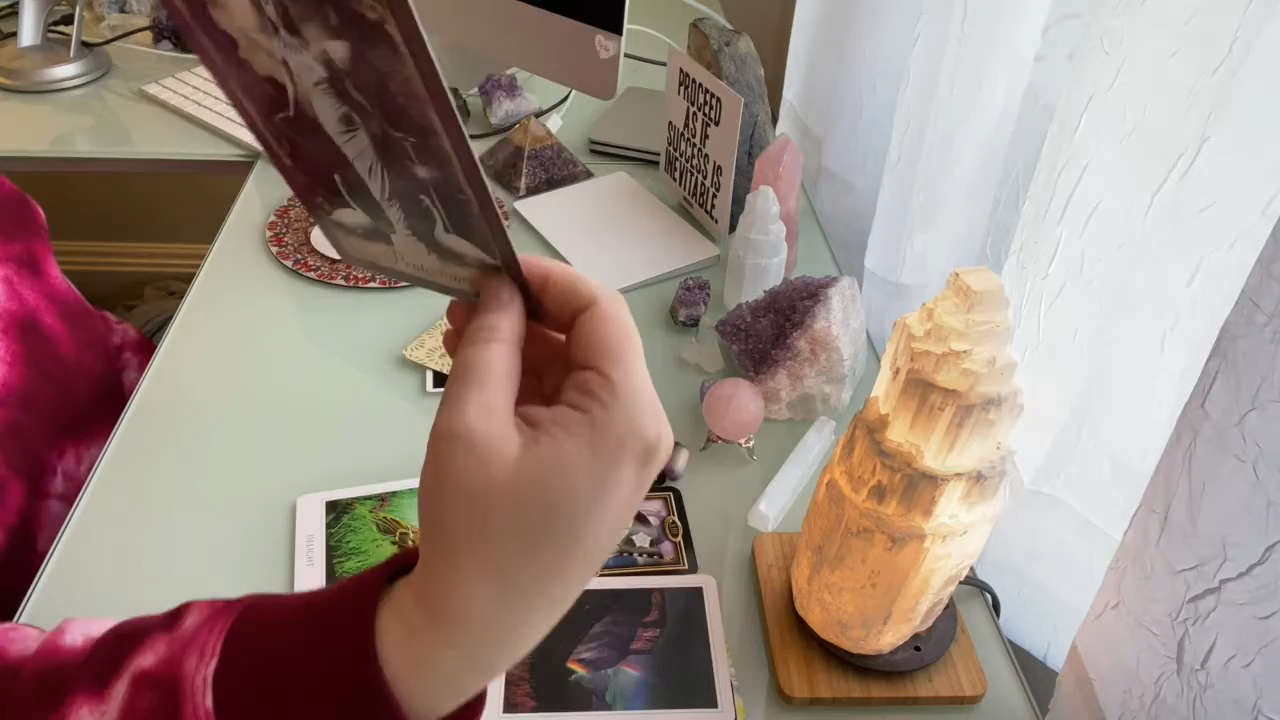 PROCEED
AS IF
SUCCESS IS
INEVITABLE.
DELIGHT